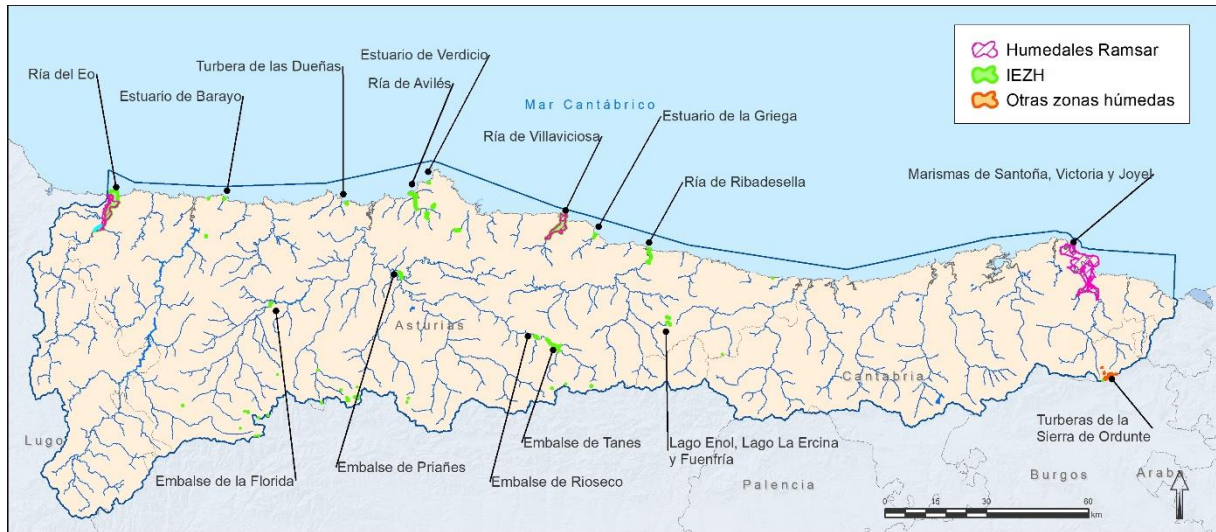 Estuario de Verdicio
Humedales Ramsar
IEZH
Otras zonas húmedas
Ría del Eo
Turbera de las Dueñas
Ría de Avilés
Estuario de Barayo
Mar Cantábrico
Estuario de la Griega
Ría de Villaviciosa
Marismas de Santoña, Victoria y Joyel
Ría de Ribadesella
Asturias
Cantabria
Lugo
Embalse de Tanes
Lago Enol, Lago La Ercina
y Fuenfría
Turberas de la
Sierra de Ordunte
Embalse de la Florida
Embalse de Priañes
Embalse de Rioseco
Palencia
Burgos
Araba
0 15 30 60
km